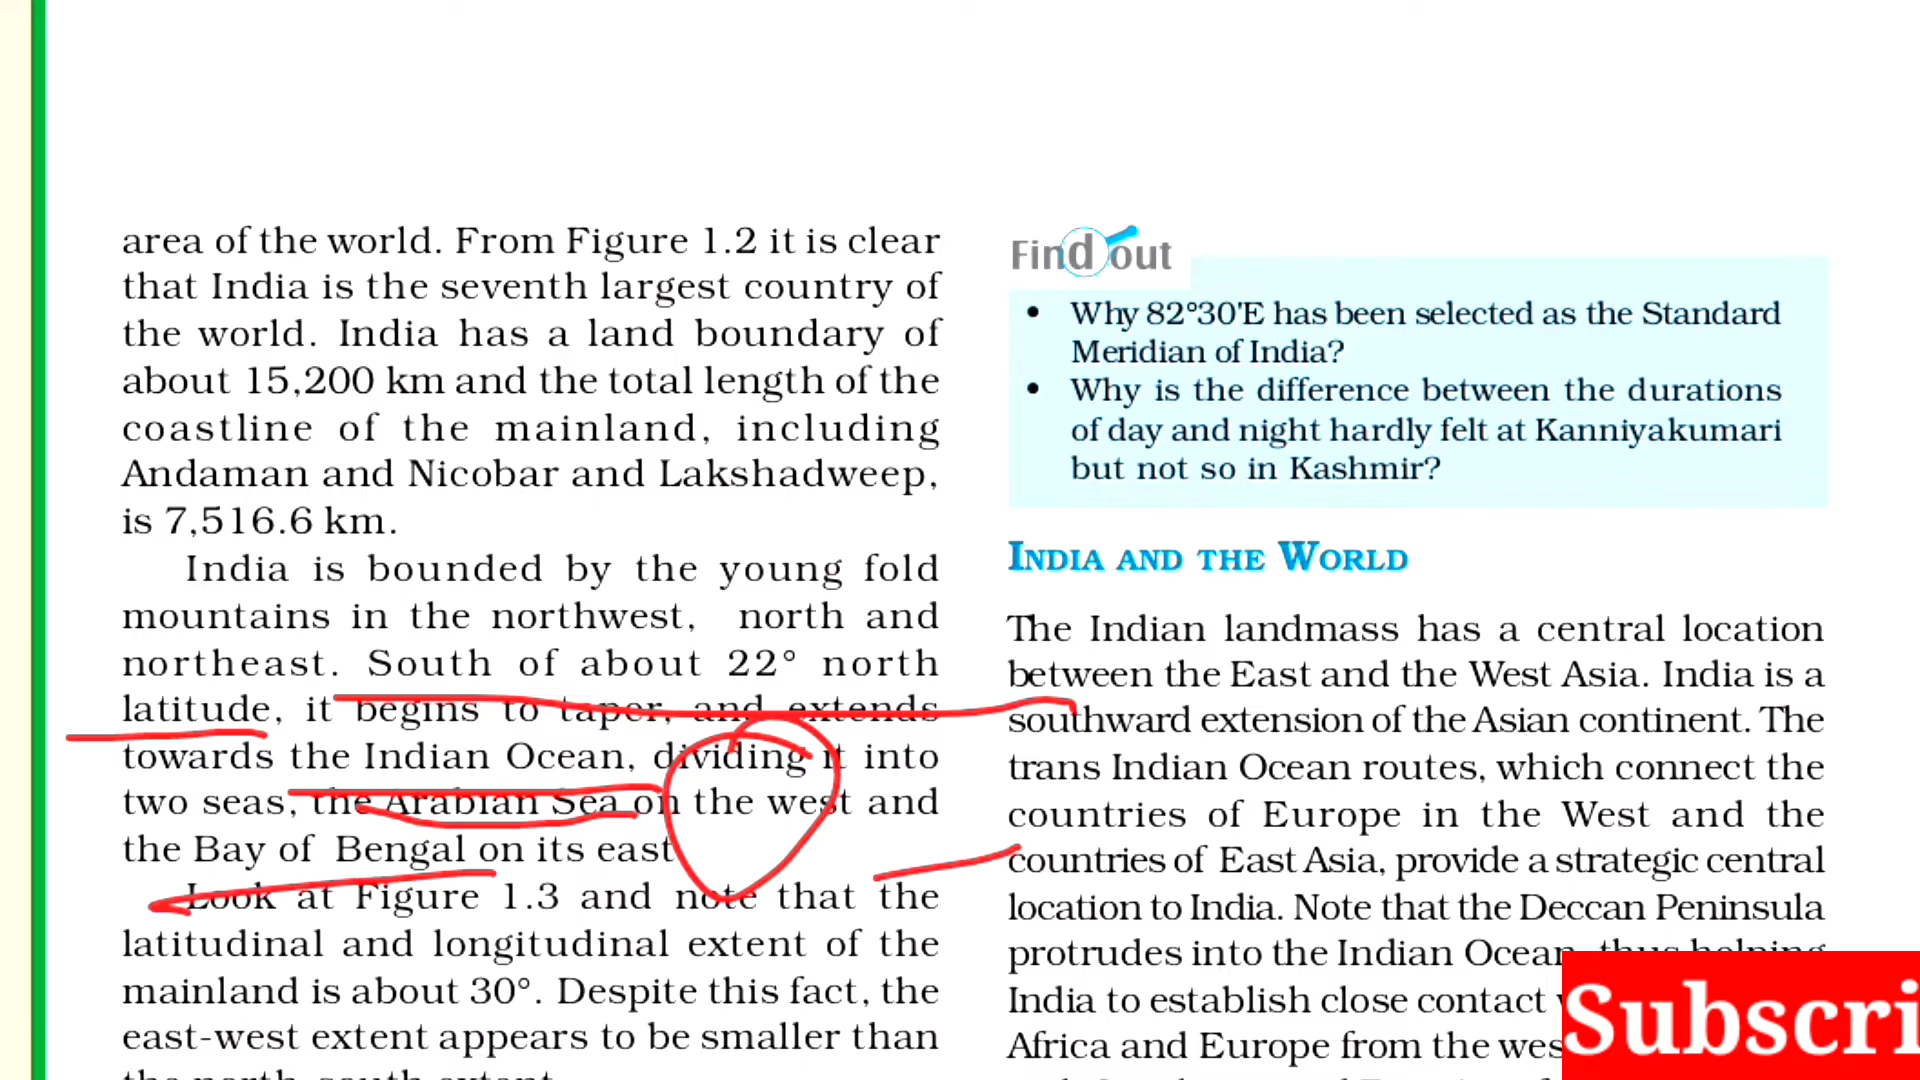 area of the world. From Figure 1.2 it is clear
that India is the seventh largest country of
the world. India has a land boundary of
about 15,200 km and the total length of the
coastline of the mainland, including
Andaman and Nicobar and Lakshadweep,
is 7,516.6 km.
India is bounded by the young fold
mountains in the northwest, north and
northeast. South of about 22° north
latitude, it begins to taper, and extends
towards the Indian Ocean, dividing it into
two seas, the Arabian Sea on the west and
the Bay of Bengal on its east
Look at Figure 1.3 and note that the
latitudinal and longitudinal extent of the
mainland is about 30°. Despite this fact, the
east-west extent appears to be smaller than
the north-south extent
Find out
• Why 82°30'E has been selected as the Standard
Meridian of India?
• Why is the difference between the durations
of day and night hardly felt at Kanniyakumari
but not so in Kashmir?
INDIA AND THE WORLD
The Indian landmass has a central location
between the East and the West Asia. India is a
southward extension of the Asian continent. The
trans Indian Ocean routes, which connect the
countries of Europe in the West and the
countries of East Asia, provide a strategic central
location to India. Note that the Deccan Peninsula
protrudes into the Indian Ocean, thus helping
India to establish close contact
Africa and Europe from the wes
Subscri